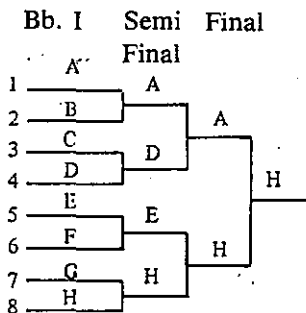 Bb. I Semi Final Final
A
1 A
B
2 A
C
3 D
D
4
H
E
5 E
F
6 H
G
7 H
H
8